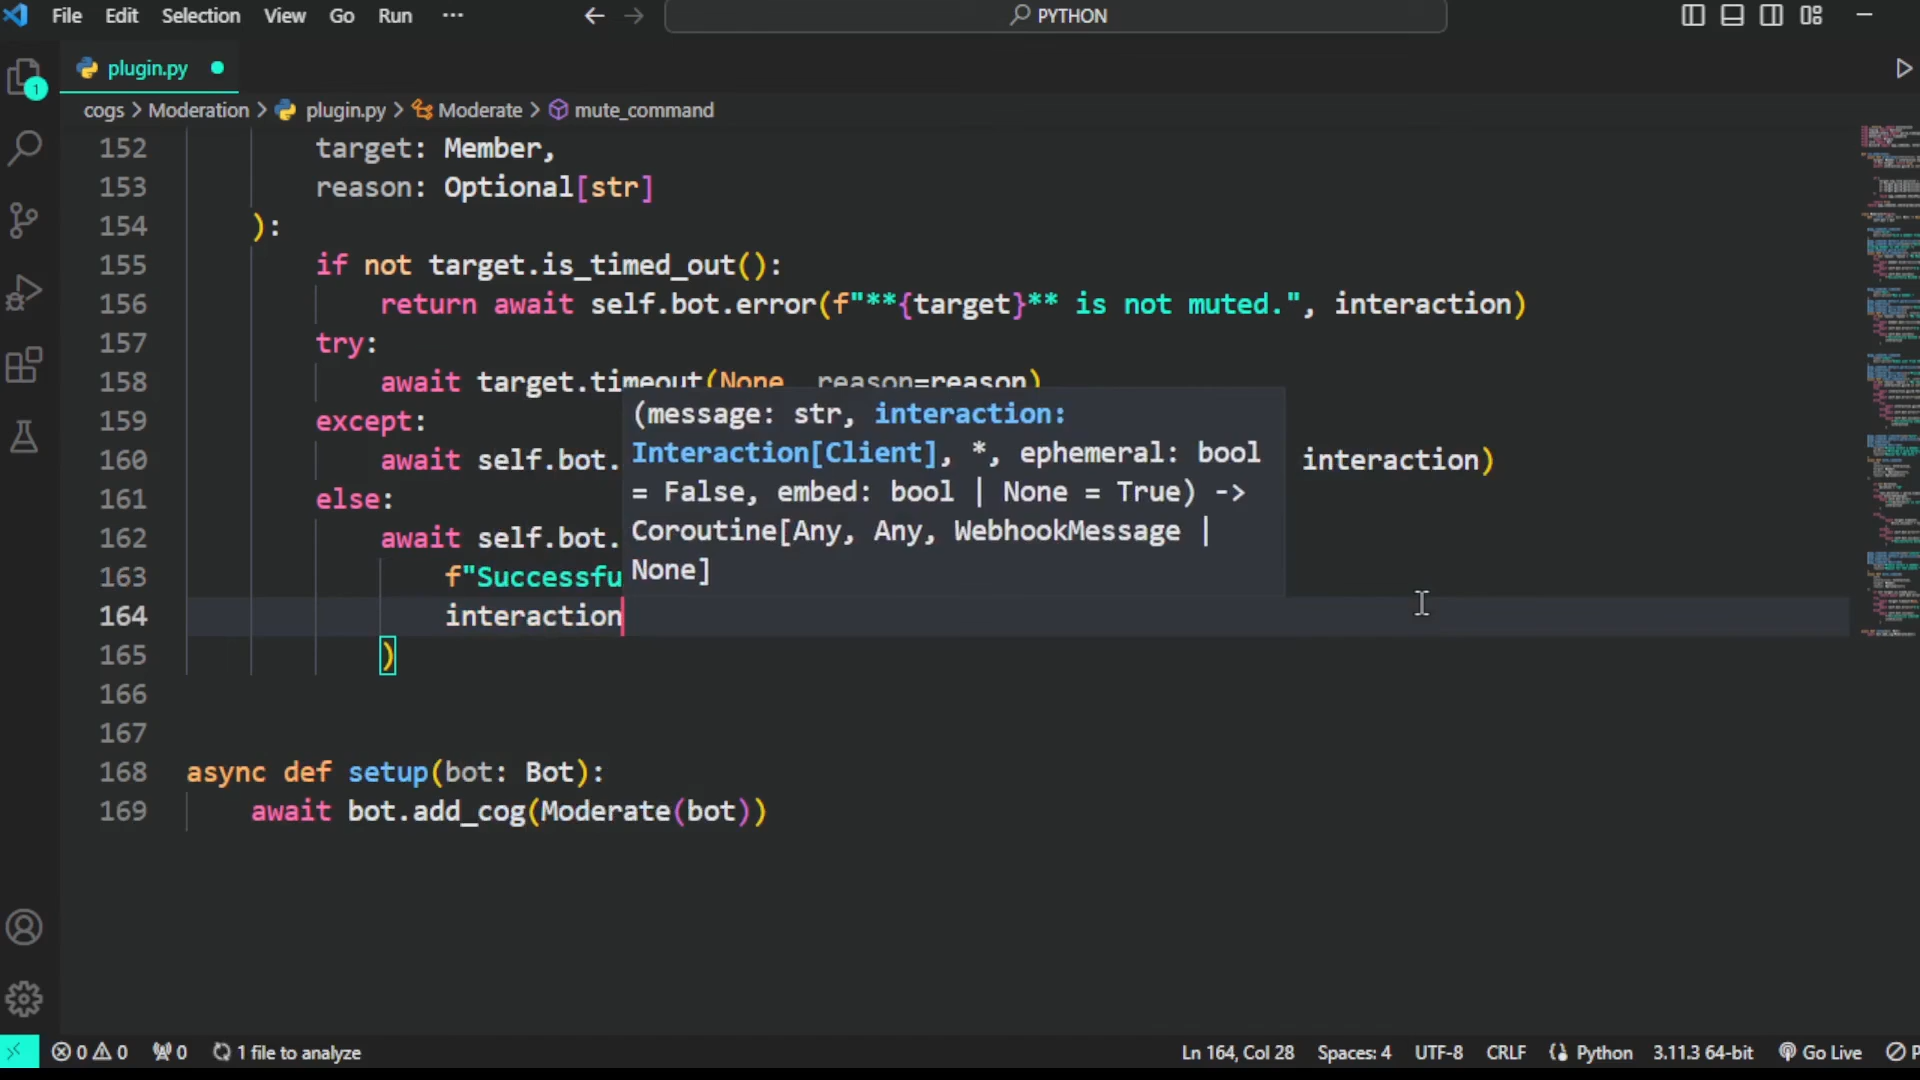 File Edit Selection View Go Run ··· PYTHON
plugin.py
1
cogs > Moderation > plugin.py > Moderate > mute_command
152 target: Member,
153 reason: Optional[str]
154 ):
155 if not target.is_timed_out():
156 return await self.bot.error(f"**{target}** is not muted.", interaction)
157 try:
158 await target.timeout(None, reason=reason)
159 except:
160 await self.bot. interaction)
161 else:
162 await self.bot.
163 f"Successfu
164 interaction
165 )
166
167
168 async def setup(bot: Bot):
169 await bot.add_cog(Moderate(bot))
(message: str, interaction:
Interaction[Client], *, ephemeral: bool
= False, embed: bool | None = True) ->
Coroutine[Any, Any, WebhookMessage |
None]
0 0 0 1 file to analyze Ln 164, Col 28 Spaces: 4 UTF-8 CRLF Python 3.11.3 64-bit Go Live P